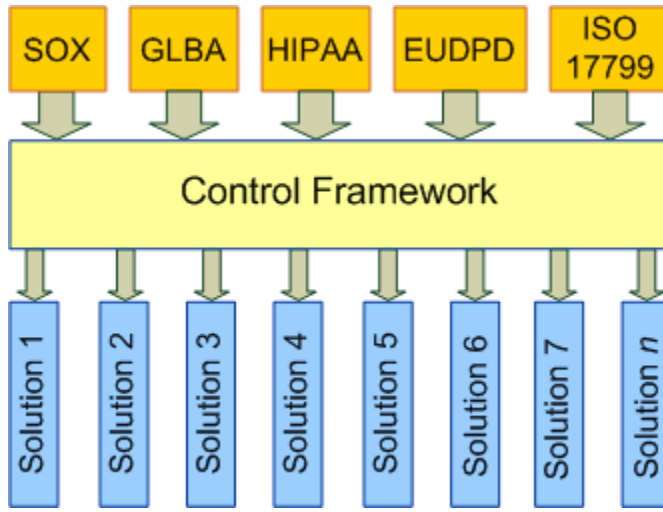 SOX
GLBA
HIPAA
EUDPD
ISO
17799
Control Framework
Solution 1
Solution 2
Solution 3
Solution 4
Solution 5
Solution 6
Solution 7
Solution n